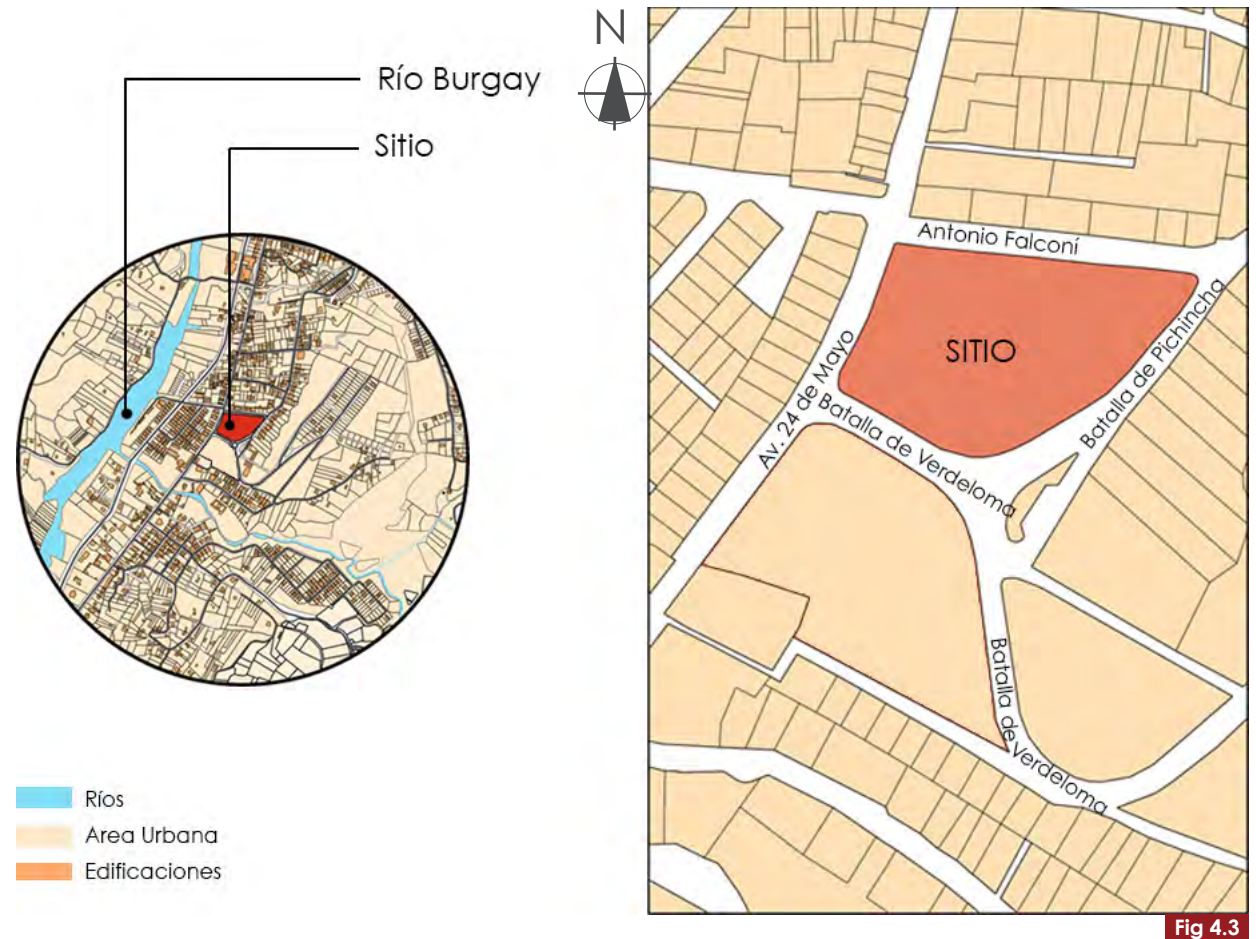 Río Burgay
Sitio
N
Ríos
Area Urbana
Edificaciones
Antonio Falconí
SITIO
Batalla de Pichincha
Av. 24 de Mayo
Batalla de Verdeloma
Batalla de Verdeloma
Fig 4.3